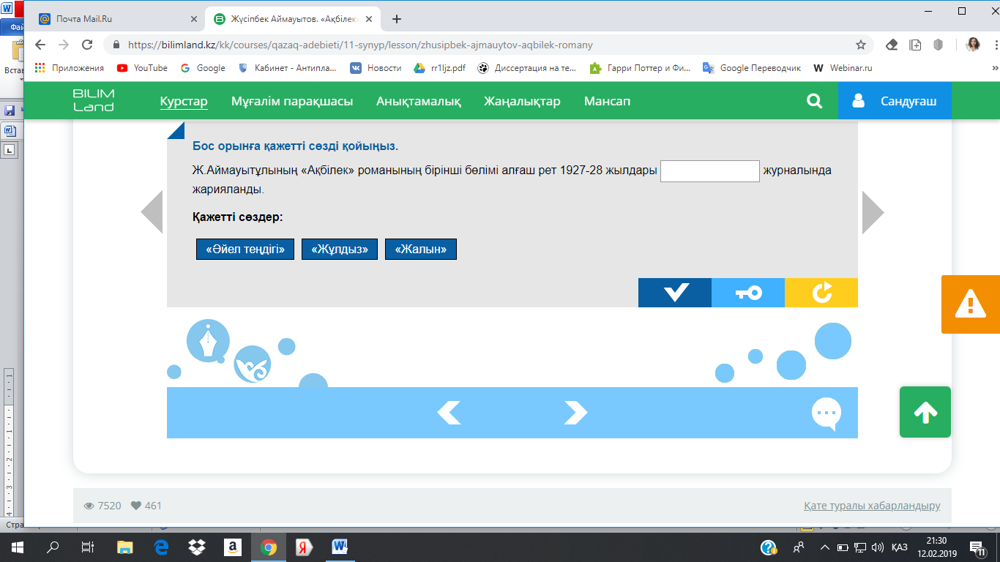 Почта Mail.Ru
Жүсіпбек Аймауытов. «Ақбілек»
Фай
https://bilimland.kz/kk/courses/qazaq-adebieti/11-synyp/lesson/zhusipbek-ajmauytov-aqbilek-romany
Встав
Приложения YouTube Google Кабинет - Антипла... Новости rr1ljz.pdf Диссертация на те... Гарри Поттер и Фи... Google Переводчик Webinar.ru »
BILIM
Land
Курстар Мұғалім парақшасы Анықтамалық Жаңалықтар Мансап Сандуғаш
Бос орынға қажетті сөзді қойыңыз.
Ж.Аймауытұлының «Ақбілек» романының бірінші бөлімі алғаш рет 1927-28 жылдары журналында
жарияланды.
Қажетті сөздер:
«Әйел теңдігі» «Жұлдыз» «Жалын»
7520 461 Қате туралы хабарландыру
Стра
ҚАЗ
21:30
12.02.2019
11